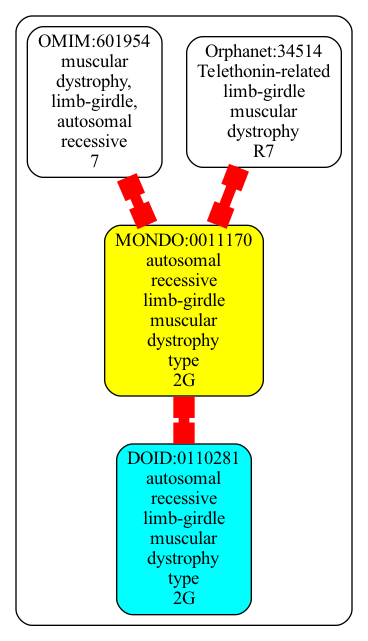 OMIM:601954
muscular
dystrophy,
limb-girdle,
autosomal
recessive
7
Orphanet:34514
Telethonin-related
limb-girdle
muscular
dystrophy
R7
MONDO:0011170
autosomal
recessive
limb-girdle
muscular
dystrophy
type
2G
DOID:0110281
autosomal
recessive
limb-girdle
muscular
dystrophy
type
2G